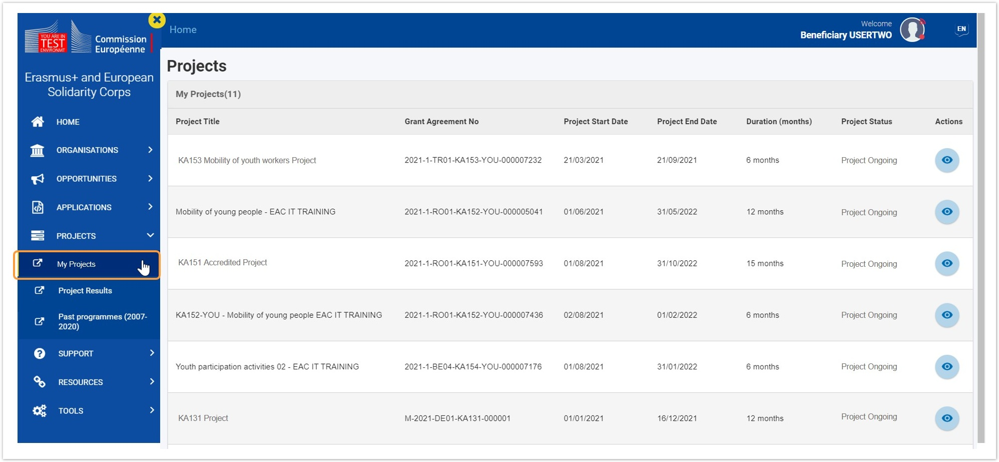 YOU ARE IN
TEST
ENVIRONMT
Commission
Européenne
Erasmus+ and European
Solidarity Corps
HOME
ORGANISATIONS
OPPORTUNITIES
APPLICATIONS
PROJECTS
My Projects
Project Results
Past programmes (2007-
2020)
SUPPORT
RESOURCES
TOOLS
Home
Welcome
Beneficiary USERTWO
EN
Projects
My Projects(11)
Project Title Grant Agreement No Project Start Date Project End Date Duration (months) Project Status Actions
KA153 Mobility of youth workers Project 2021-1-TR01-KA153-YOU-000007232 21/03/2021 21/09/2021 6 months Project Ongoing
Mobility of young people - EAC IT TRAINING 2021-1-RO01-KA152-YOU-000005041 01/06/2021 31/05/2022 12 months Project Ongoing
KA151 Accredited Project 2021-1-RO01-KA151-YOU-000007593 01/08/2021 31/10/2022 15 months Project Ongoing
KA152-YOU - Mobility of young people EAC IT TRAINING 2021-1-RO01-KA152-YOU-000007436 02/08/2021 01/02/2022 6 months Project Ongoing
Youth participation activities 02 - EAC IT TRAINING 2021-1-BE04-KA154-YOU-000007176 01/08/2021 31/01/2022 6 months Project Ongoing
KA131 Project M-2021-DE01-KA131-000001 01/01/2021 16/12/2021 12 months Project Ongoing